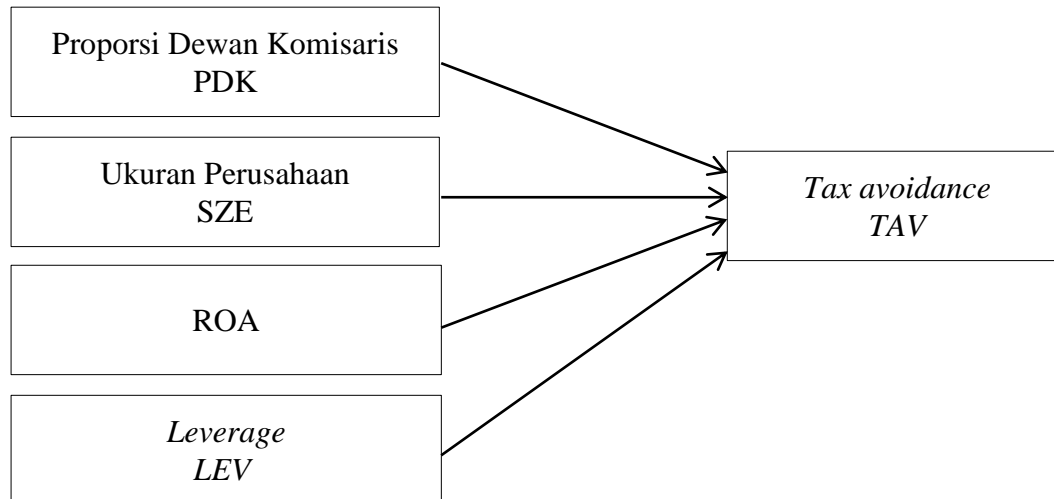 Proporsi Dewan Komisaris
PDK
Ukuran Perusahaan
SZE
ROA
Leverage
LEV
Tax avoidance
TAV